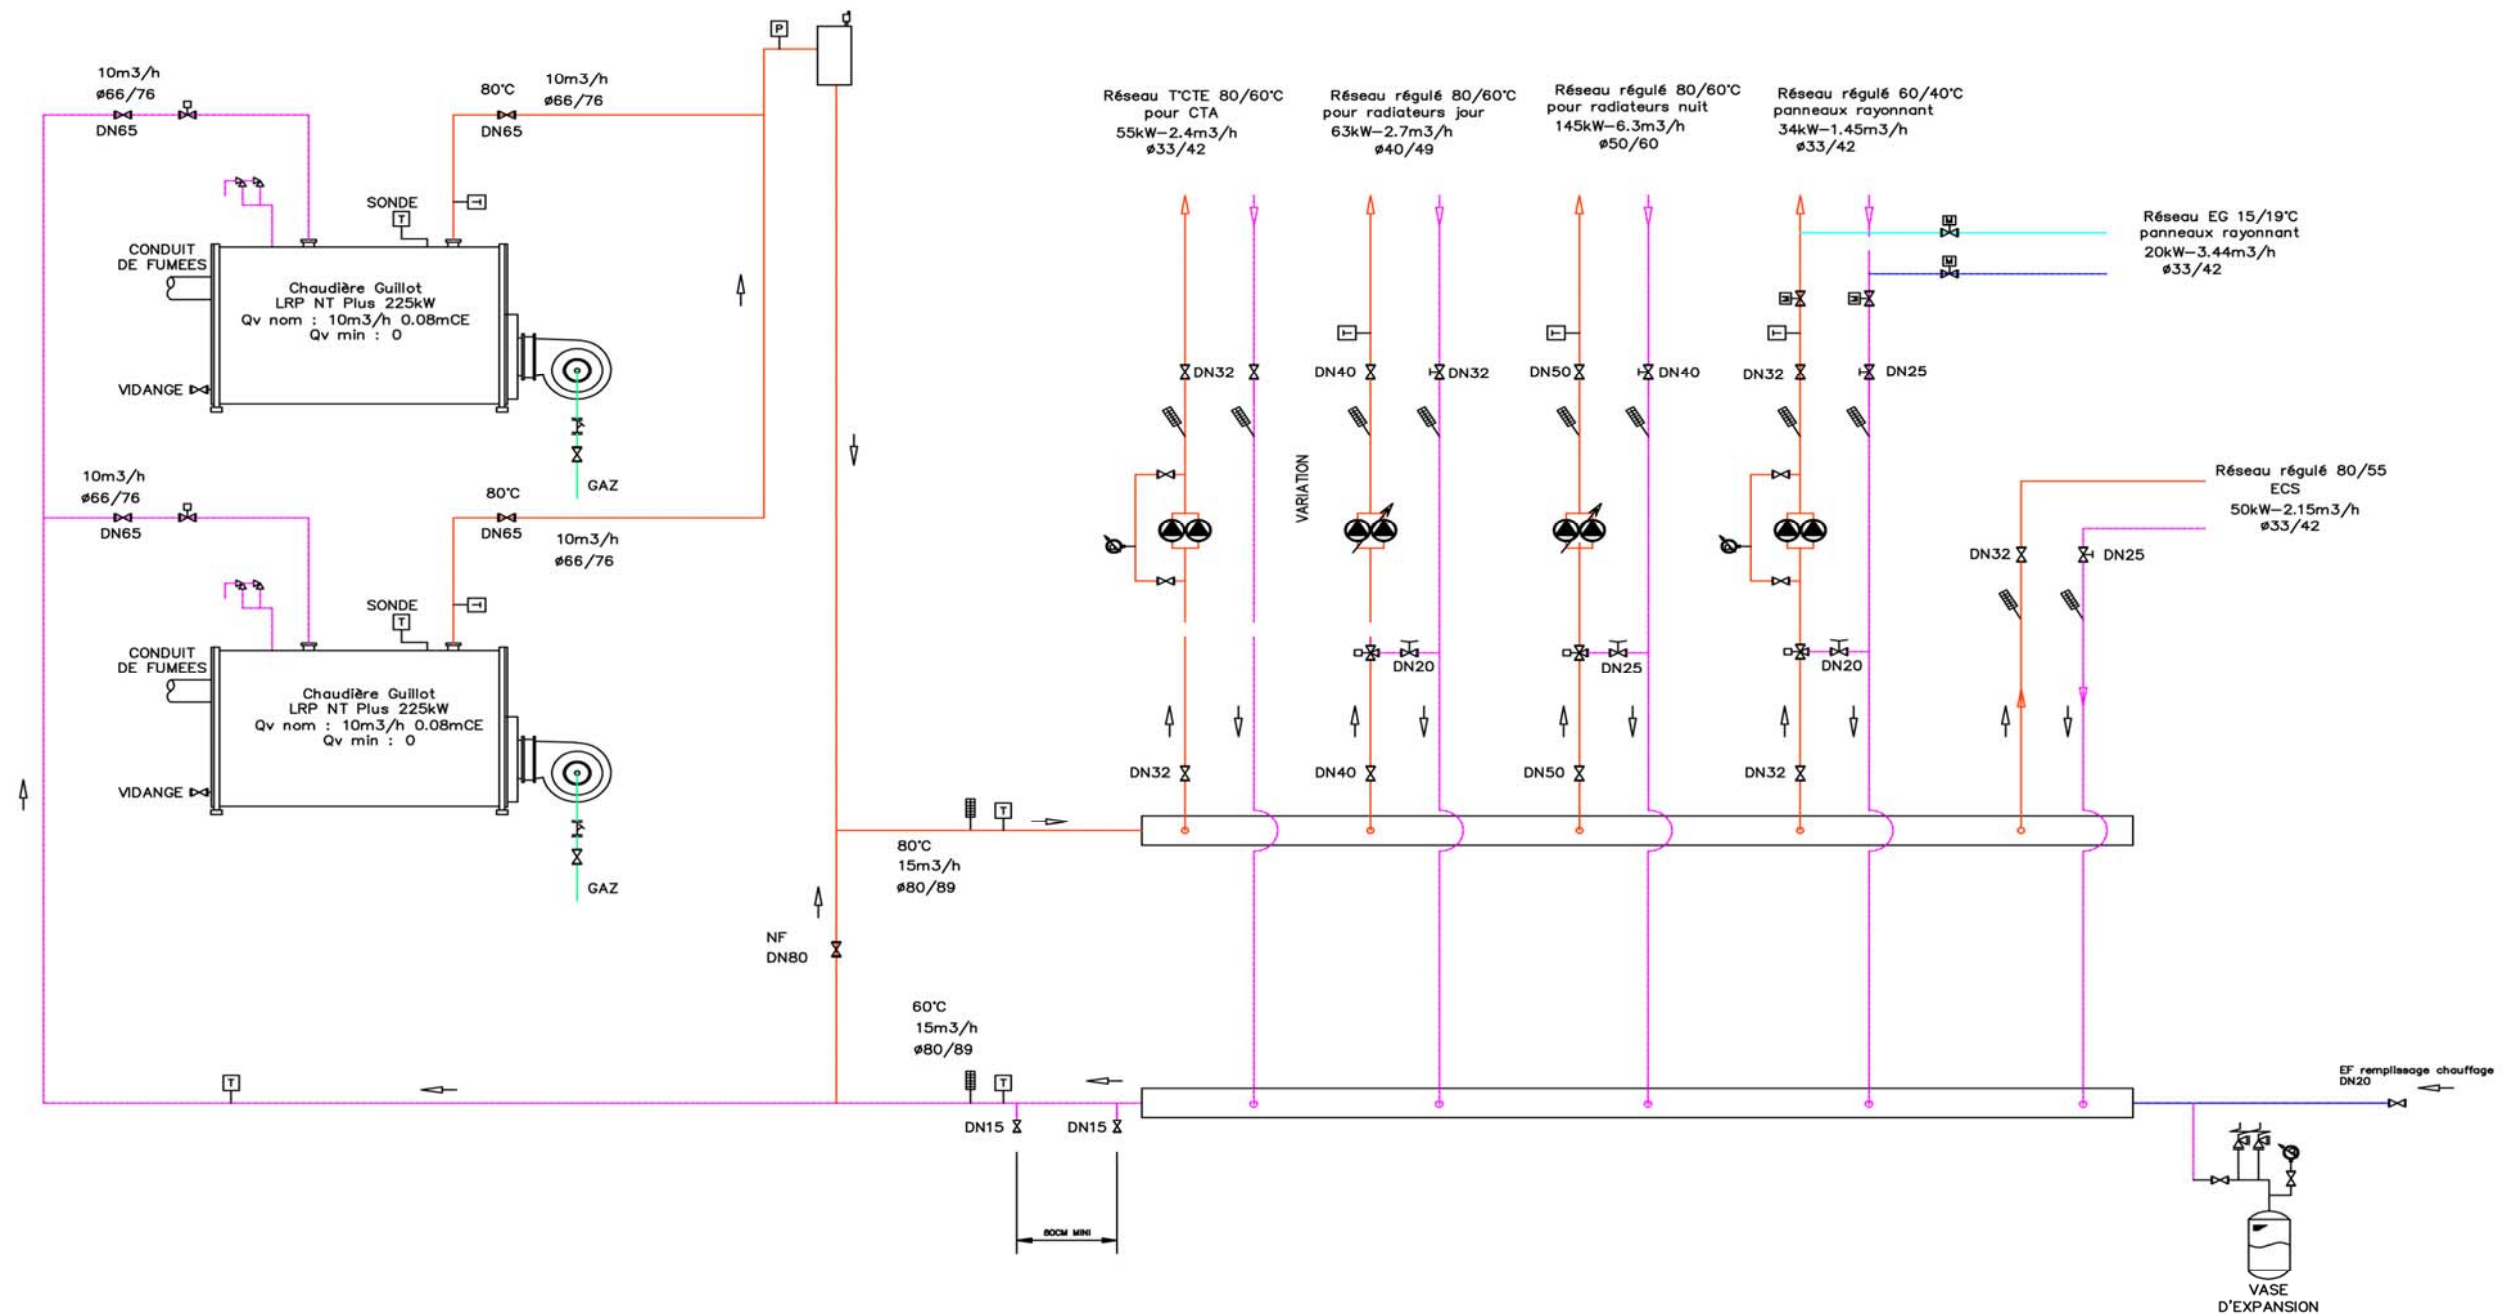 P
10m3/h
ø66/76
DN65
80°C
10m3/h
ø66/76
DN65
SONDE
T
T
CONDUIT
DE FUMEES
Chaudière Guillot
LRP NT Plus 225kW
Qv nom : 10m3/h 0.08mCE
Qv min : 0
VIDANGE
GAZ
10m3/h
ø66/76
DN65
80°C
DN65
10m3/h
ø66/76
SONDE
T
T
CONDUIT
DE FUMEES
Chaudière Guillot
LRP NT Plus 225kW
Qv nom : 10m3/h 0.08mCE
Qv min : 0
VIDANGE
GAZ
Réseau T°CTE 80/60°C
pour CTA
55kW-2.4m3/h
ø33/42
Réseau régulé 80/60°C
pour radiateurs jour
63kW-2.7m3/h
ø40/49
Réseau régulé 80/60°C
pour radiateurs nuit
145kW-6.3m3/h
ø50/60
Réseau régulé 60/40°C
panneaux rayonnant
34kW-1.45m3/h
ø33/42
Réseau EG 15/19°C
panneaux rayonnant
20kW-3.44m3/h
ø33/42
M
M
M
M
T
T
T
DN32
DN40
DN32
DN50
DN40
DN32
DN25
VARIATION
Réseau régulé 80/55
ECS
50kW-2.15m3/h
ø33/42
DN32
DN25
DN20
DN25
DN20
DN32
DN40
DN50
DN32
T
80°C
15m3/h
ø80/89
NF
DN80
60°C
15m3/h
ø80/89
T
T
DN15
DN15
80CM MINI
EF remplissage chauffage
DN20
VASE
D'EXPANSION